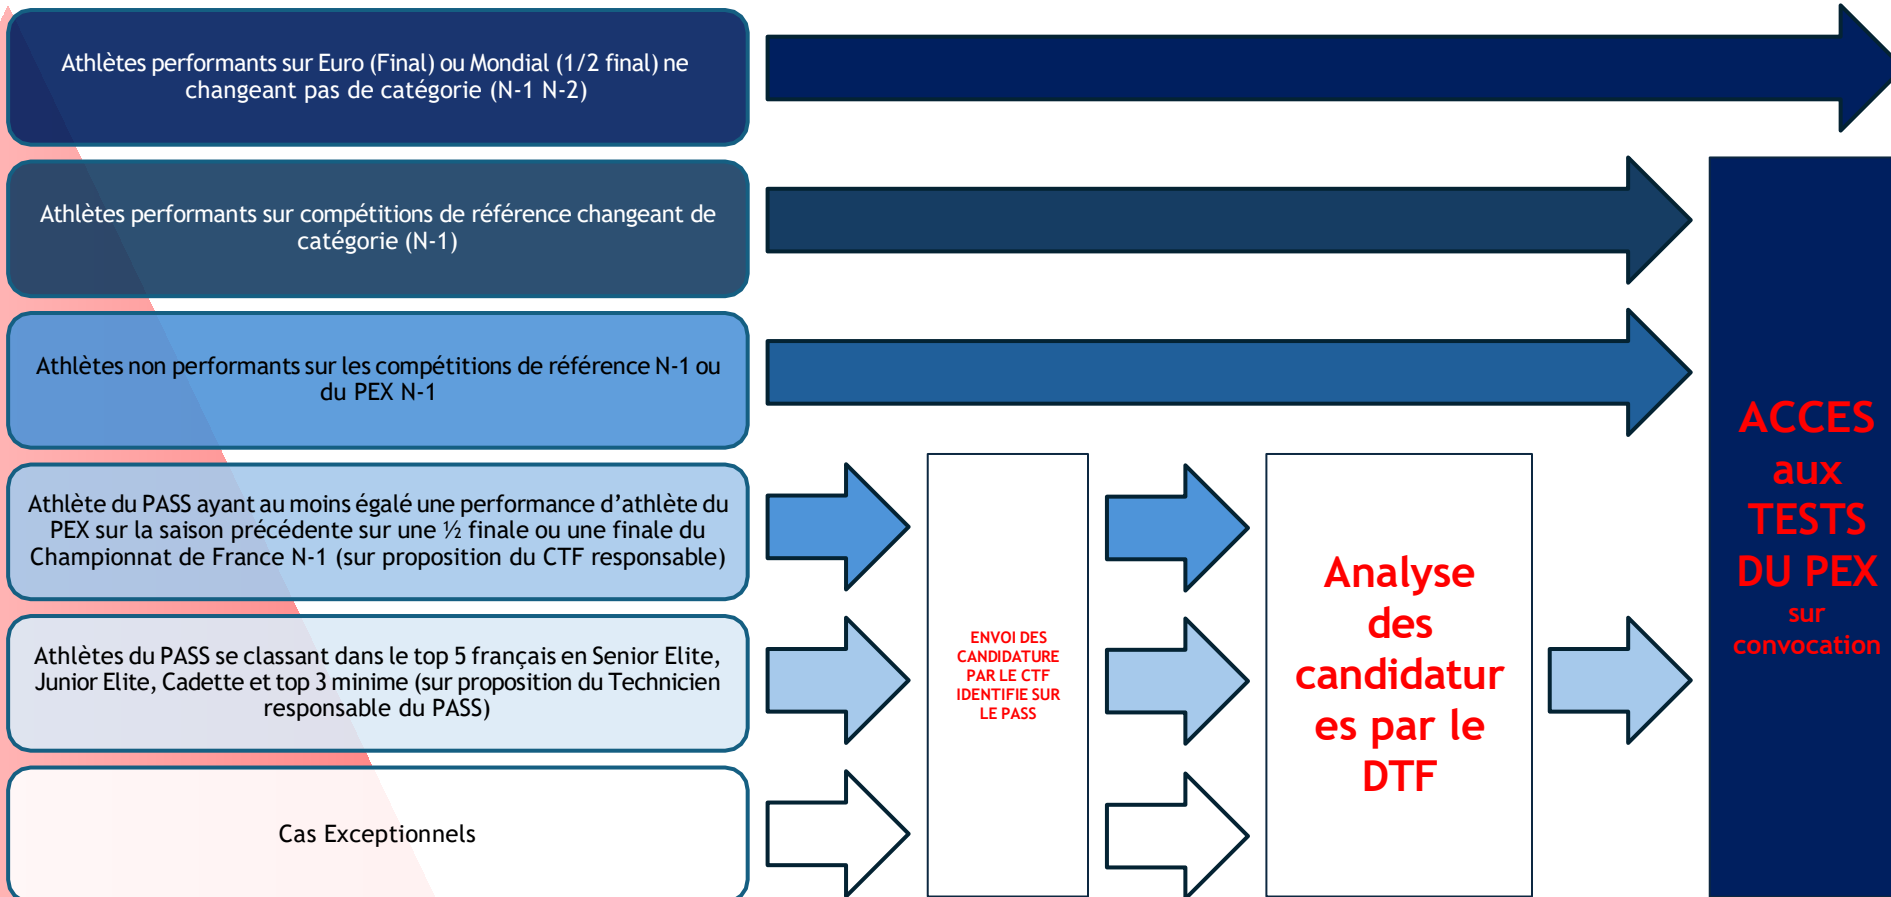 Athlètes performants sur Euro (Final) ou Mondial (1/2 final) ne
changeant pas de catégorie (N-1 N-2)
Athlètes performants sur compétitions de référence changeant de
catégorie (N-1)
Athlètes non performants sur les compétitions de référence N-1 ou
du PEX N-1
Athlète du PASS ayant au moins égalé une performance d’athlète du
PEX sur la saison précédente sur une ½ finale ou une finale du
Championnat de France N-1 (sur proposition du CTF responsable)
Athlètes du PASS se classant dans le top 5 français en Senior Elite,
Junior Elite, Cadette et top 3 minime (sur proposition du Technicien
responsable du PASS)
Cas Exceptionnels
ENVOI DES
CANDIDATURE
PAR LE CTF
IDENTIFIE SUR
LE PASS
Analyse
des
candidatur
es par le
DTF
ACCES
aux
TESTS
DU PEX
sur
convocation